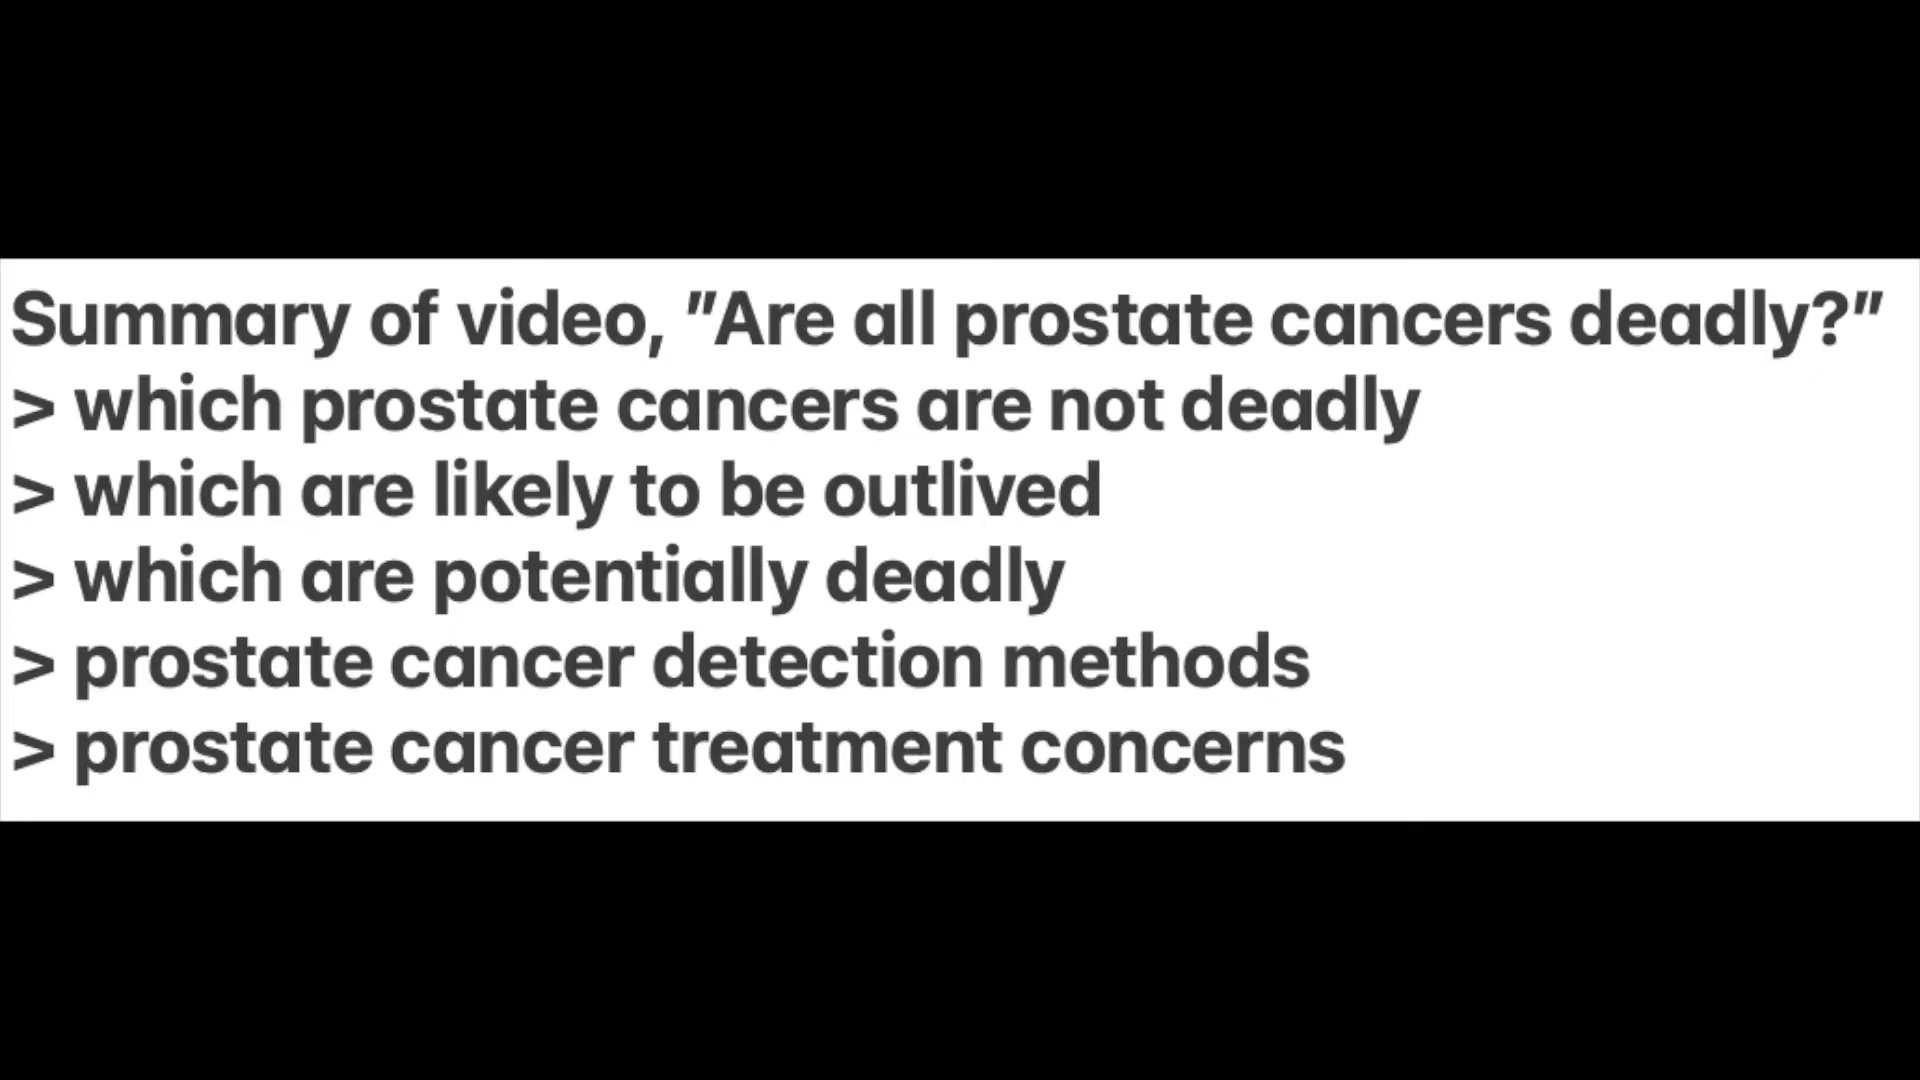 Summary of video, "Are all prostate cancers deadly?"
> which prostate cancers are not deadly
> which are likely to be outlived
> which are potentially deadly
> prostate cancer detection methods
> prostate cancer treatment concerns